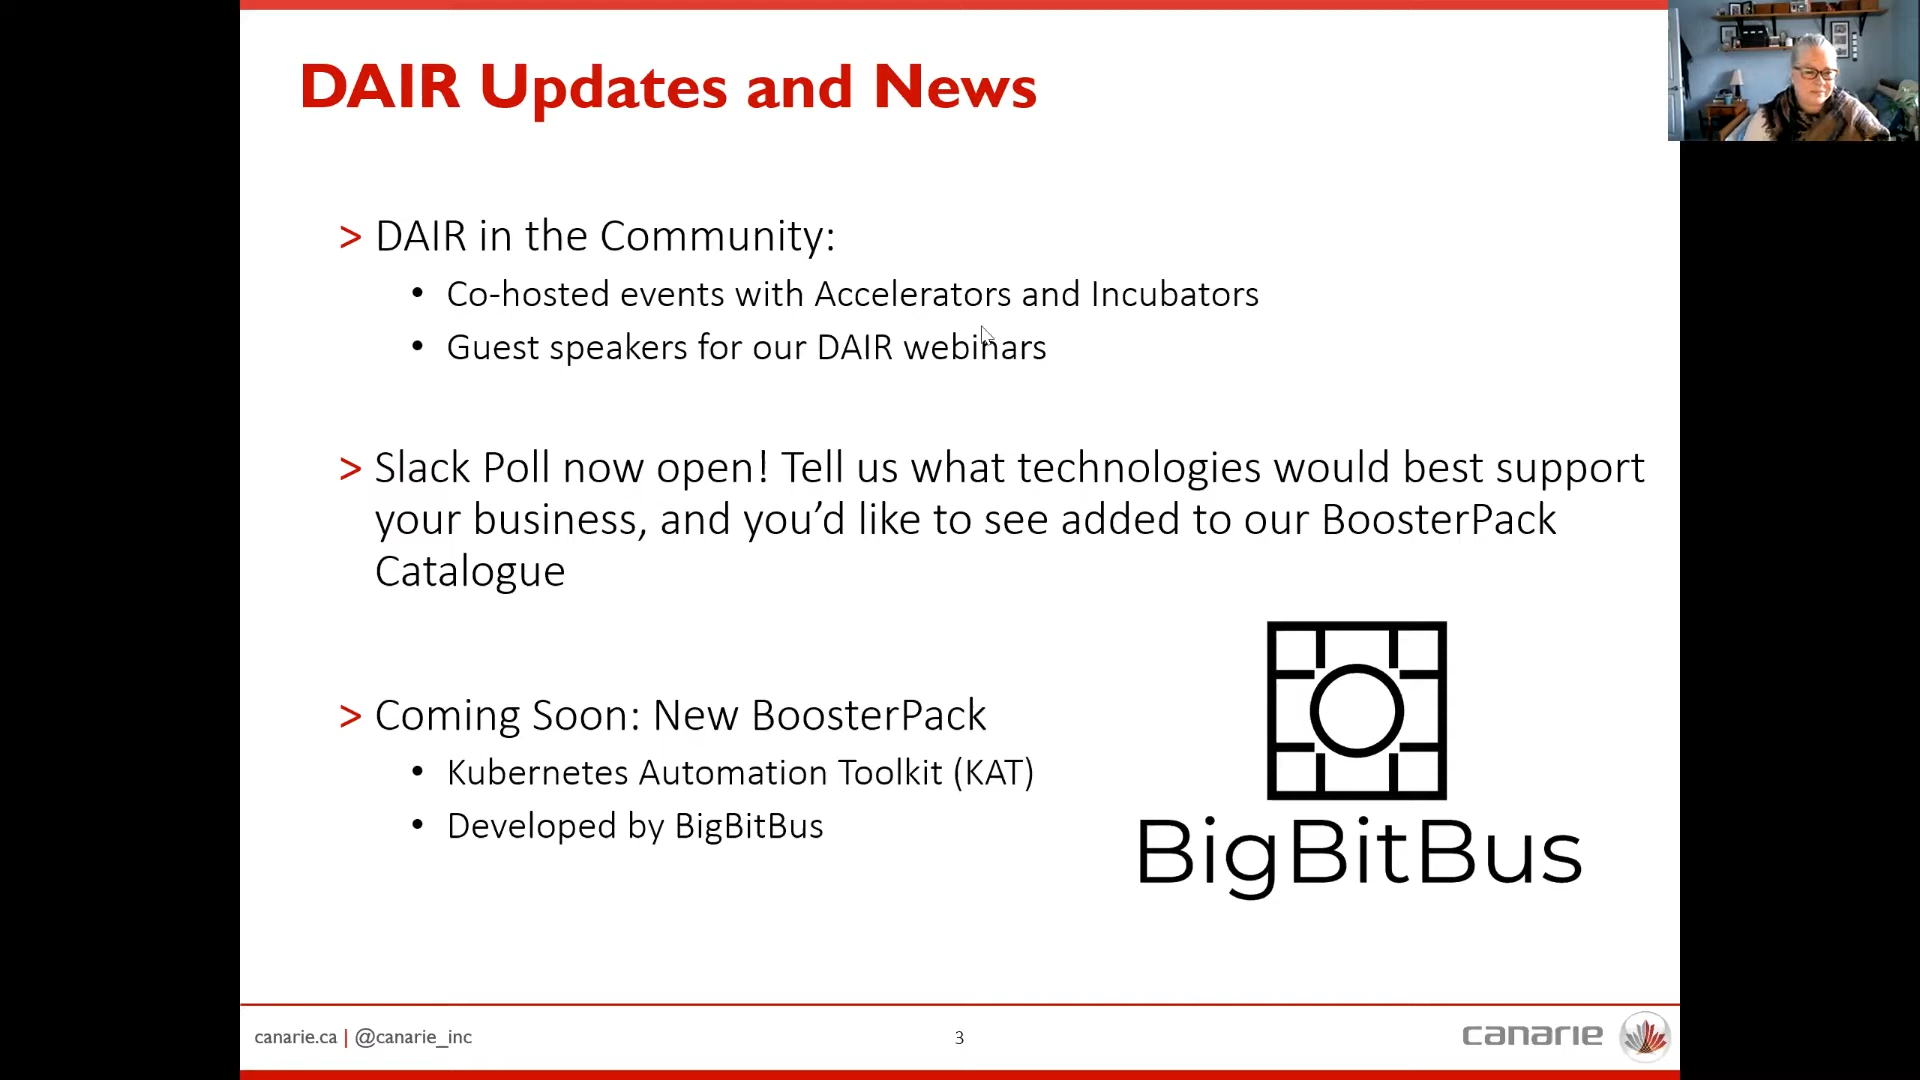 DAIR Updates and News
> DAIR in the Community:
• Co-hosted events with Accelerators and Incubators
• Guest speakers for our DAIR webinars
> Slack Poll now open! Tell us what technologies would best support
your business, and you’d like to see added to our BoosterPack
Catalogue
> Coming Soon: New BoosterPack
• Kubernetes Automation Toolkit (KAT)
• Developed by BigBitBus
BigBitBus
canarie.ca | @canarie_inc
3
canarie